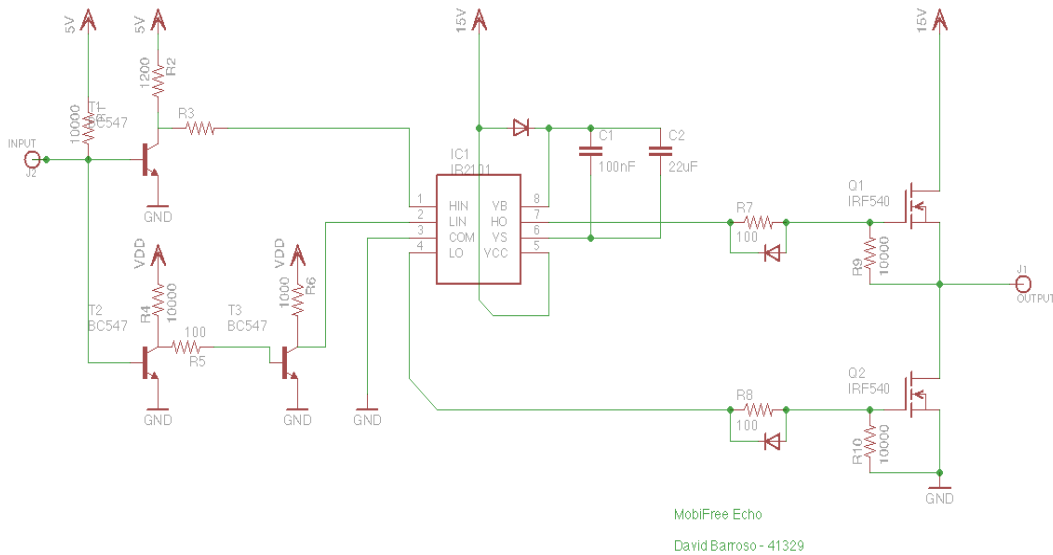 5V
5V
15V
15V
1200
R2
10000
T1
BC547
R3
INPUT
J2
GND
IC1
IR2101
C1
100nF
C2
22uF
1
HIN
VB
8
2
LIN
HO
7
3
COM
VS
6
4
LO
VCC
5
Q1
IRF540
R7
100
R9
10000
J1
OUTPUT
VDD
VDD
T2
BC547
R4
10000
100
R5
T3
BC547
1000
R6
GND
GND
GND
Q2
IRF540
R8
100
R10
10000
GND
MobiFree Echo
David Barroso - 41329